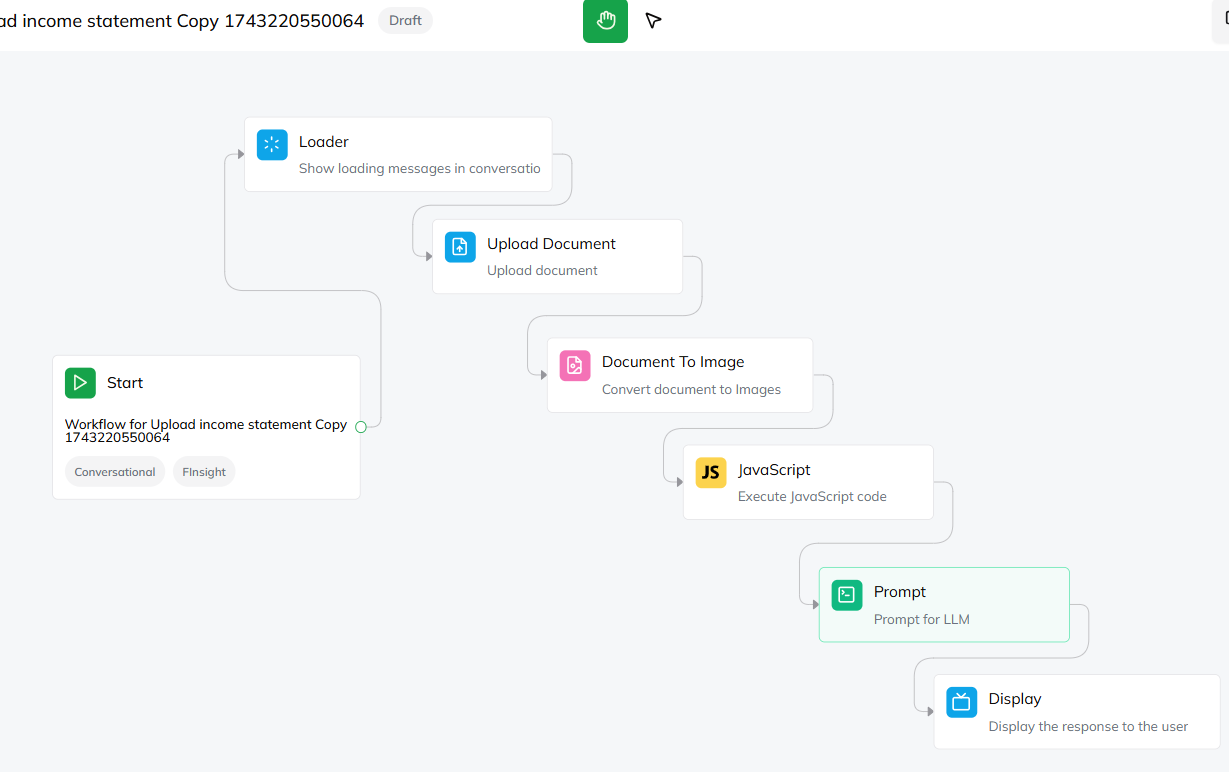 ad income statement Copy 1743220550064
Draft
Loader
Show loading messages in conversatio
Upload Document
Upload document
Document To Image
Convert document to Images
Start
Workflow for Upload income statement Copy
1743220550064
Conversational
FInsight
JS
JavaScript
Execute JavaScript code
Prompt
Prompt for LLM
Display
Display the response to the user